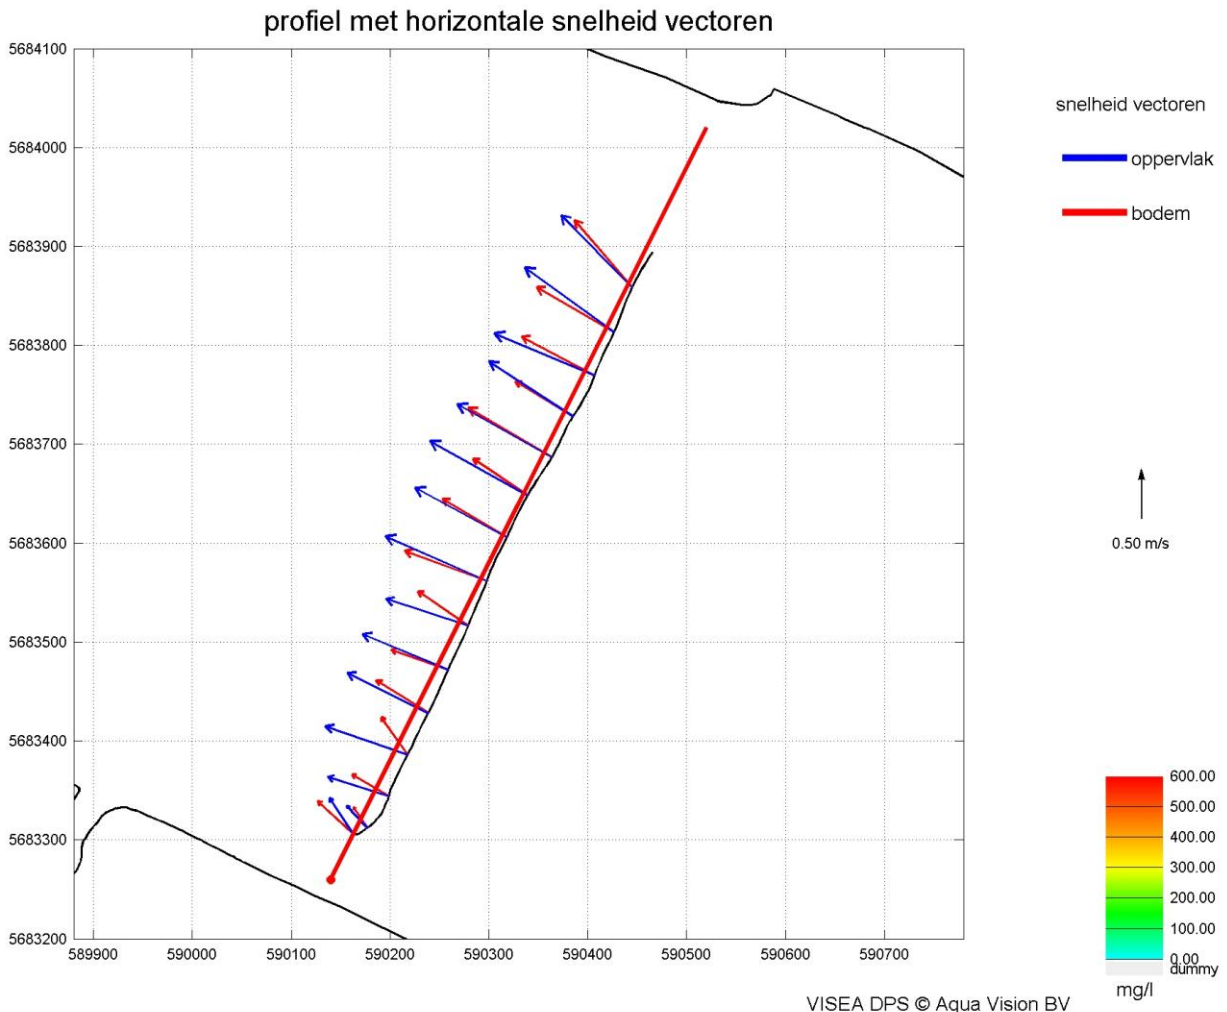 profiel met horizontale snelheid vectoren
5684100
5684000
5683900
5683800
5683700
5683600
5683500
5683400
5683300
5683200
589900 590000 590100 590200 590300 590400 590500 590600 590700
snelheid vectoren
oppervlak
bodem
0.50 m/s
600.00
500.00
400.00
300.00
200.00
100.00
0.00
dummy
mg/l
VISEA DPS © Aqua Vision BV